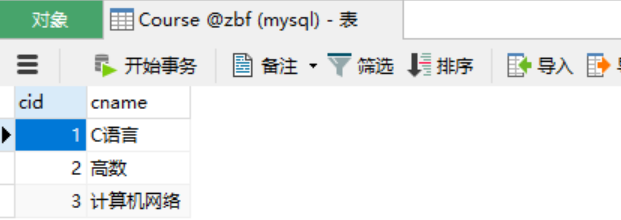 对象 Course @zbf (mysql) - 表
开始事务 备注 筛选 排序 导入
cid cname
1 C语言
2 高数
3 计算机网络